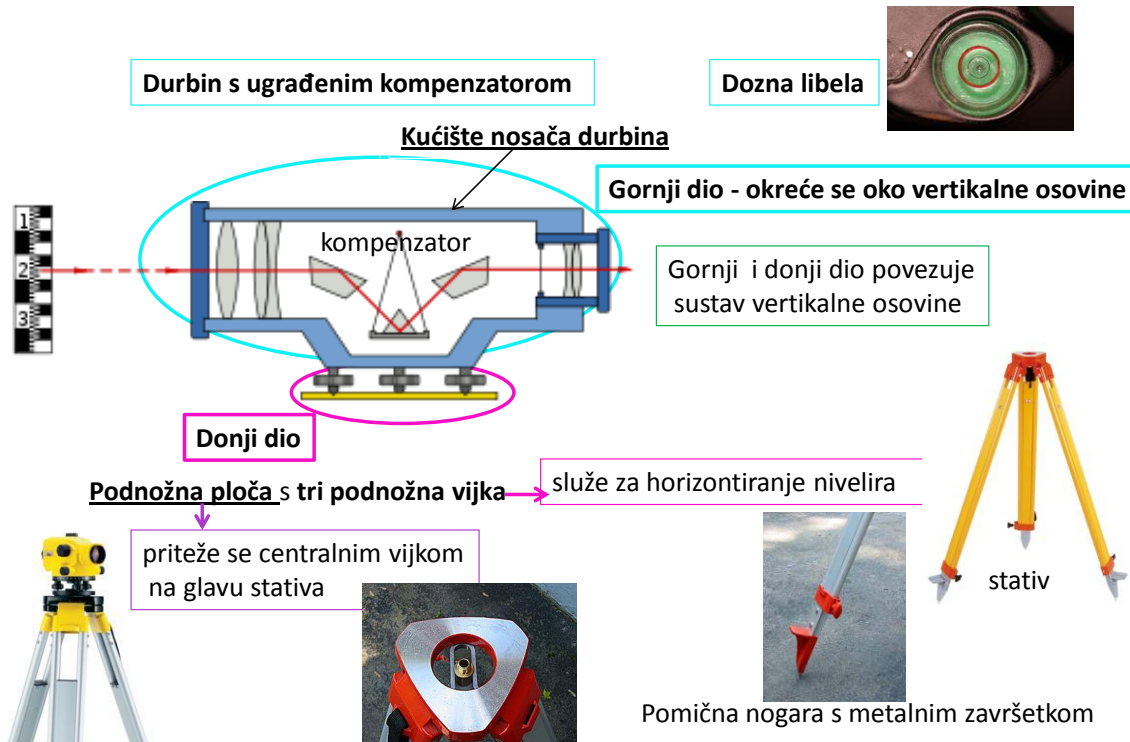 Durbin s ugrađenim kompenzatorom
Dozna libela
Kućište nosača durbina
Gornji dio - okreće se oko vertikalne osovine
kompenzator
1
2
3
Gornji i donji dio povezuje
sustav vertikalne osovine
Donji dio
Podnožna ploča s tri podnožna vijka
služe za horizontiranje nivelira
priteže se centralnim vijkom
na glavu stativa
stativ
Pomična nogara s metalnim završetkom